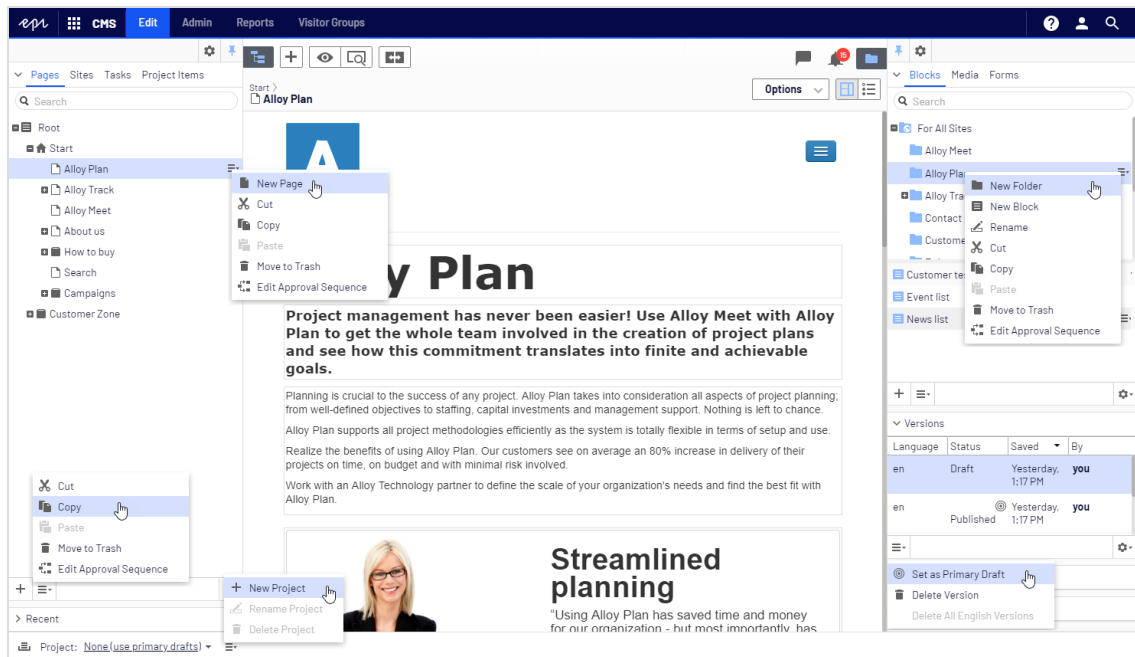 epi
CMS
Edit
Admin
Reports
Visitor Groups
?
Pages
Sites
Tasks
Project Items
Search
Root
Start
Alloy Plan
Alloy Track
Alloy Meet
About us
How to buy
Search
Campaigns
Customer Zone
New Page
Cut
Copy
Paste
Move to Trash
Edit Approval Sequence
Cut
Copy
Paste
Move to Trash
Edit Approval Sequence
Recent
Project: None (use primary drafts)
New Project
Rename Project
Delete Project
15
Start
Alloy Plan
Options
A
y Plan
Project management has never been easier! Use Alloy Meet with Alloy
Plan to get the whole team involved in the creation of project plans
and see how this commitment translates into finite and achievable
goals.
Planning is crucial to the success of any project. Alloy Plan takes into consideration all aspects of project planning;
from well-defined objectives to staffing, capital investments and management support. Nothing is left to chance.
Alloy Plan supports all project methodologies efficiently as the system is totally flexible in terms of setup and use.
Realize the benefits of using Alloy Plan. Our customers see on average an 80% increase in delivery of their
projects on time, on budget and with minimal risk involved.
Work with an Alloy Technology partner to define the scale of your organization's needs and find the best fit with
Alloy Plan.
Streamlined
planning
"Using Alloy Plan has saved time and money
for our organization - but most importantly, has
Blocks
Media
Forms
Search
For All Sites
Alloy Meet
Alloy Pla
Alloy Tra
Contact
Custome
Customer te
Event list
News list
New Folder
New Block
Rename
Cut
Copy
Paste
Move to Trash
Edit Approval Sequence
Versions
Language
Status
Saved
By
en
Draft
Yesterday,
1:17 PM
you
en
Published
Yesterday,
1:17 PM
you
Set as Primary Draft
Delete Version
Delete All English Versions